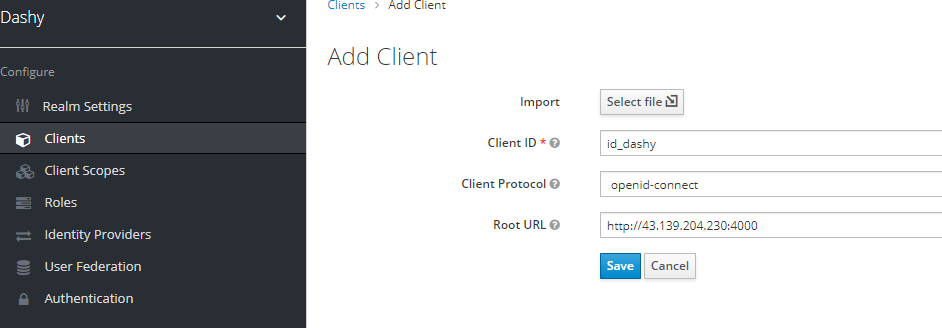 Dashy
Configure
Realm Settings
Clients
Client Scopes
Roles
Identity Providers
User Federation
Authentication
Clients > Add Client
Add Client
Import Select file
Client ID * id_dashy
Client Protocol openid-connect
Root URL http://43.139.204.230:4000
Save Cancel